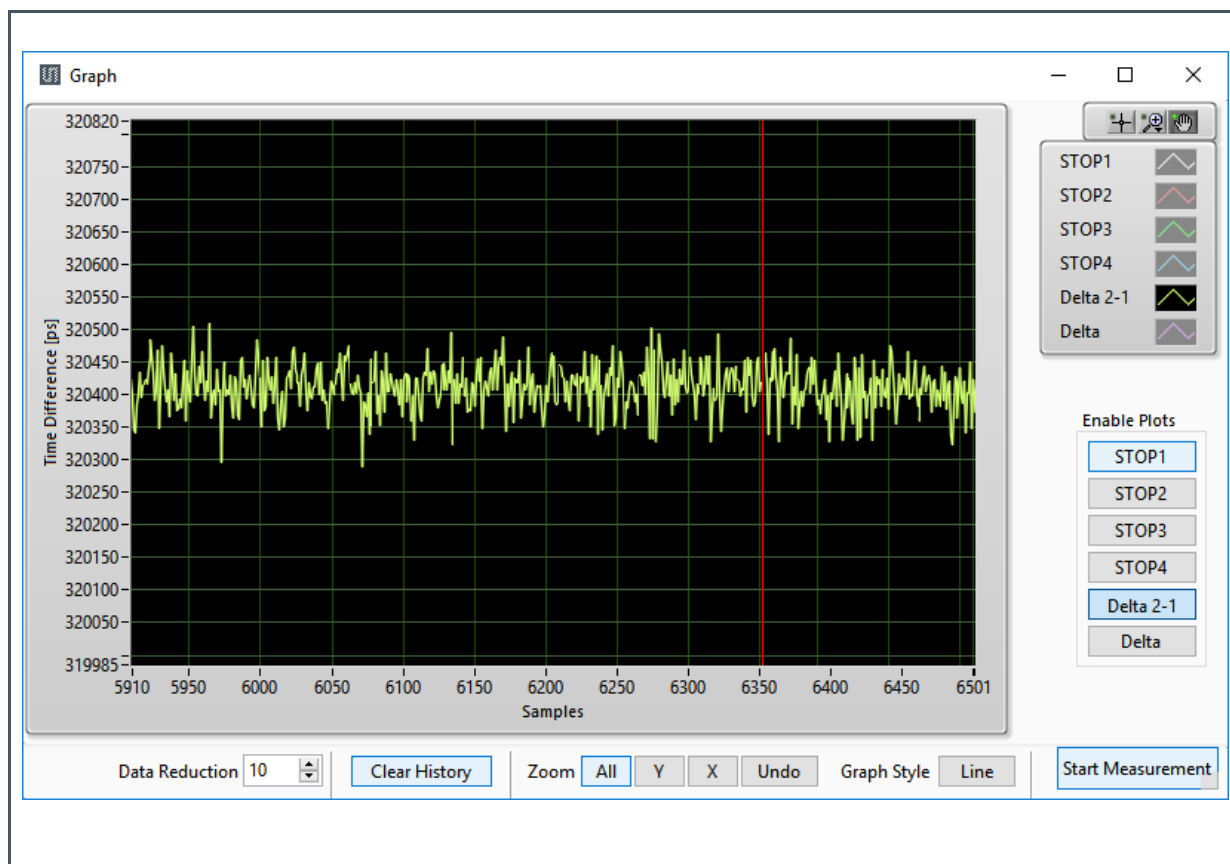 Graph
320820
320750
320700
320650
320600
320550
320500
320450
320400
320350
320300
320250
320200
320150
320100
320050
319985
Time Difference [ps]
5910 5950 6000 6050 6100 6150 6200 6250 6300 6350 6400 6450 6501
Samples
STOP1
STOP2
STOP3
STOP4
Delta 2-1
Delta
Enable Plots
STOP1
STOP2
STOP3
STOP4
Delta 2-1
Delta
Data Reduction 10 Clear History Zoom All Y X Undo Graph Style Line Start Measurement